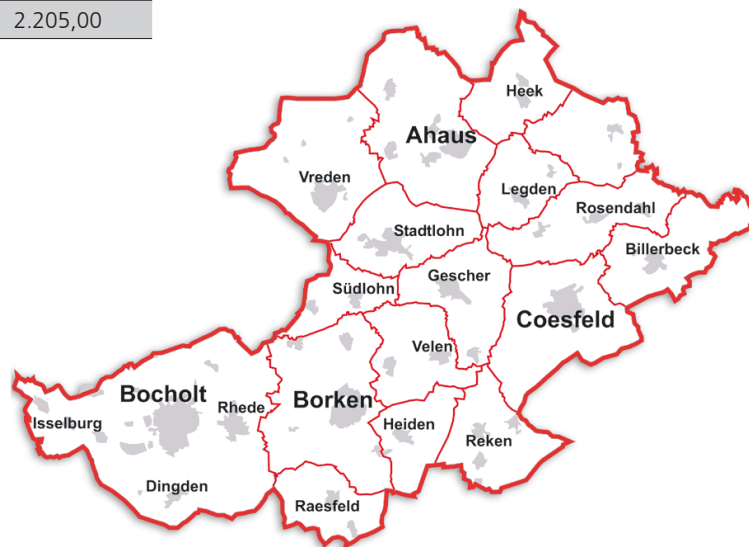 2.205,00
Heek
Ahaus
Vreden
Legden
Rosendahl
Stadtlohn
Billerbeck
Gescher
Südlohn
Coesfeld
Velen
Bocholt
Borken
Rhede
Isselburg
Heiden
Reken
Dingden
Raesfeld